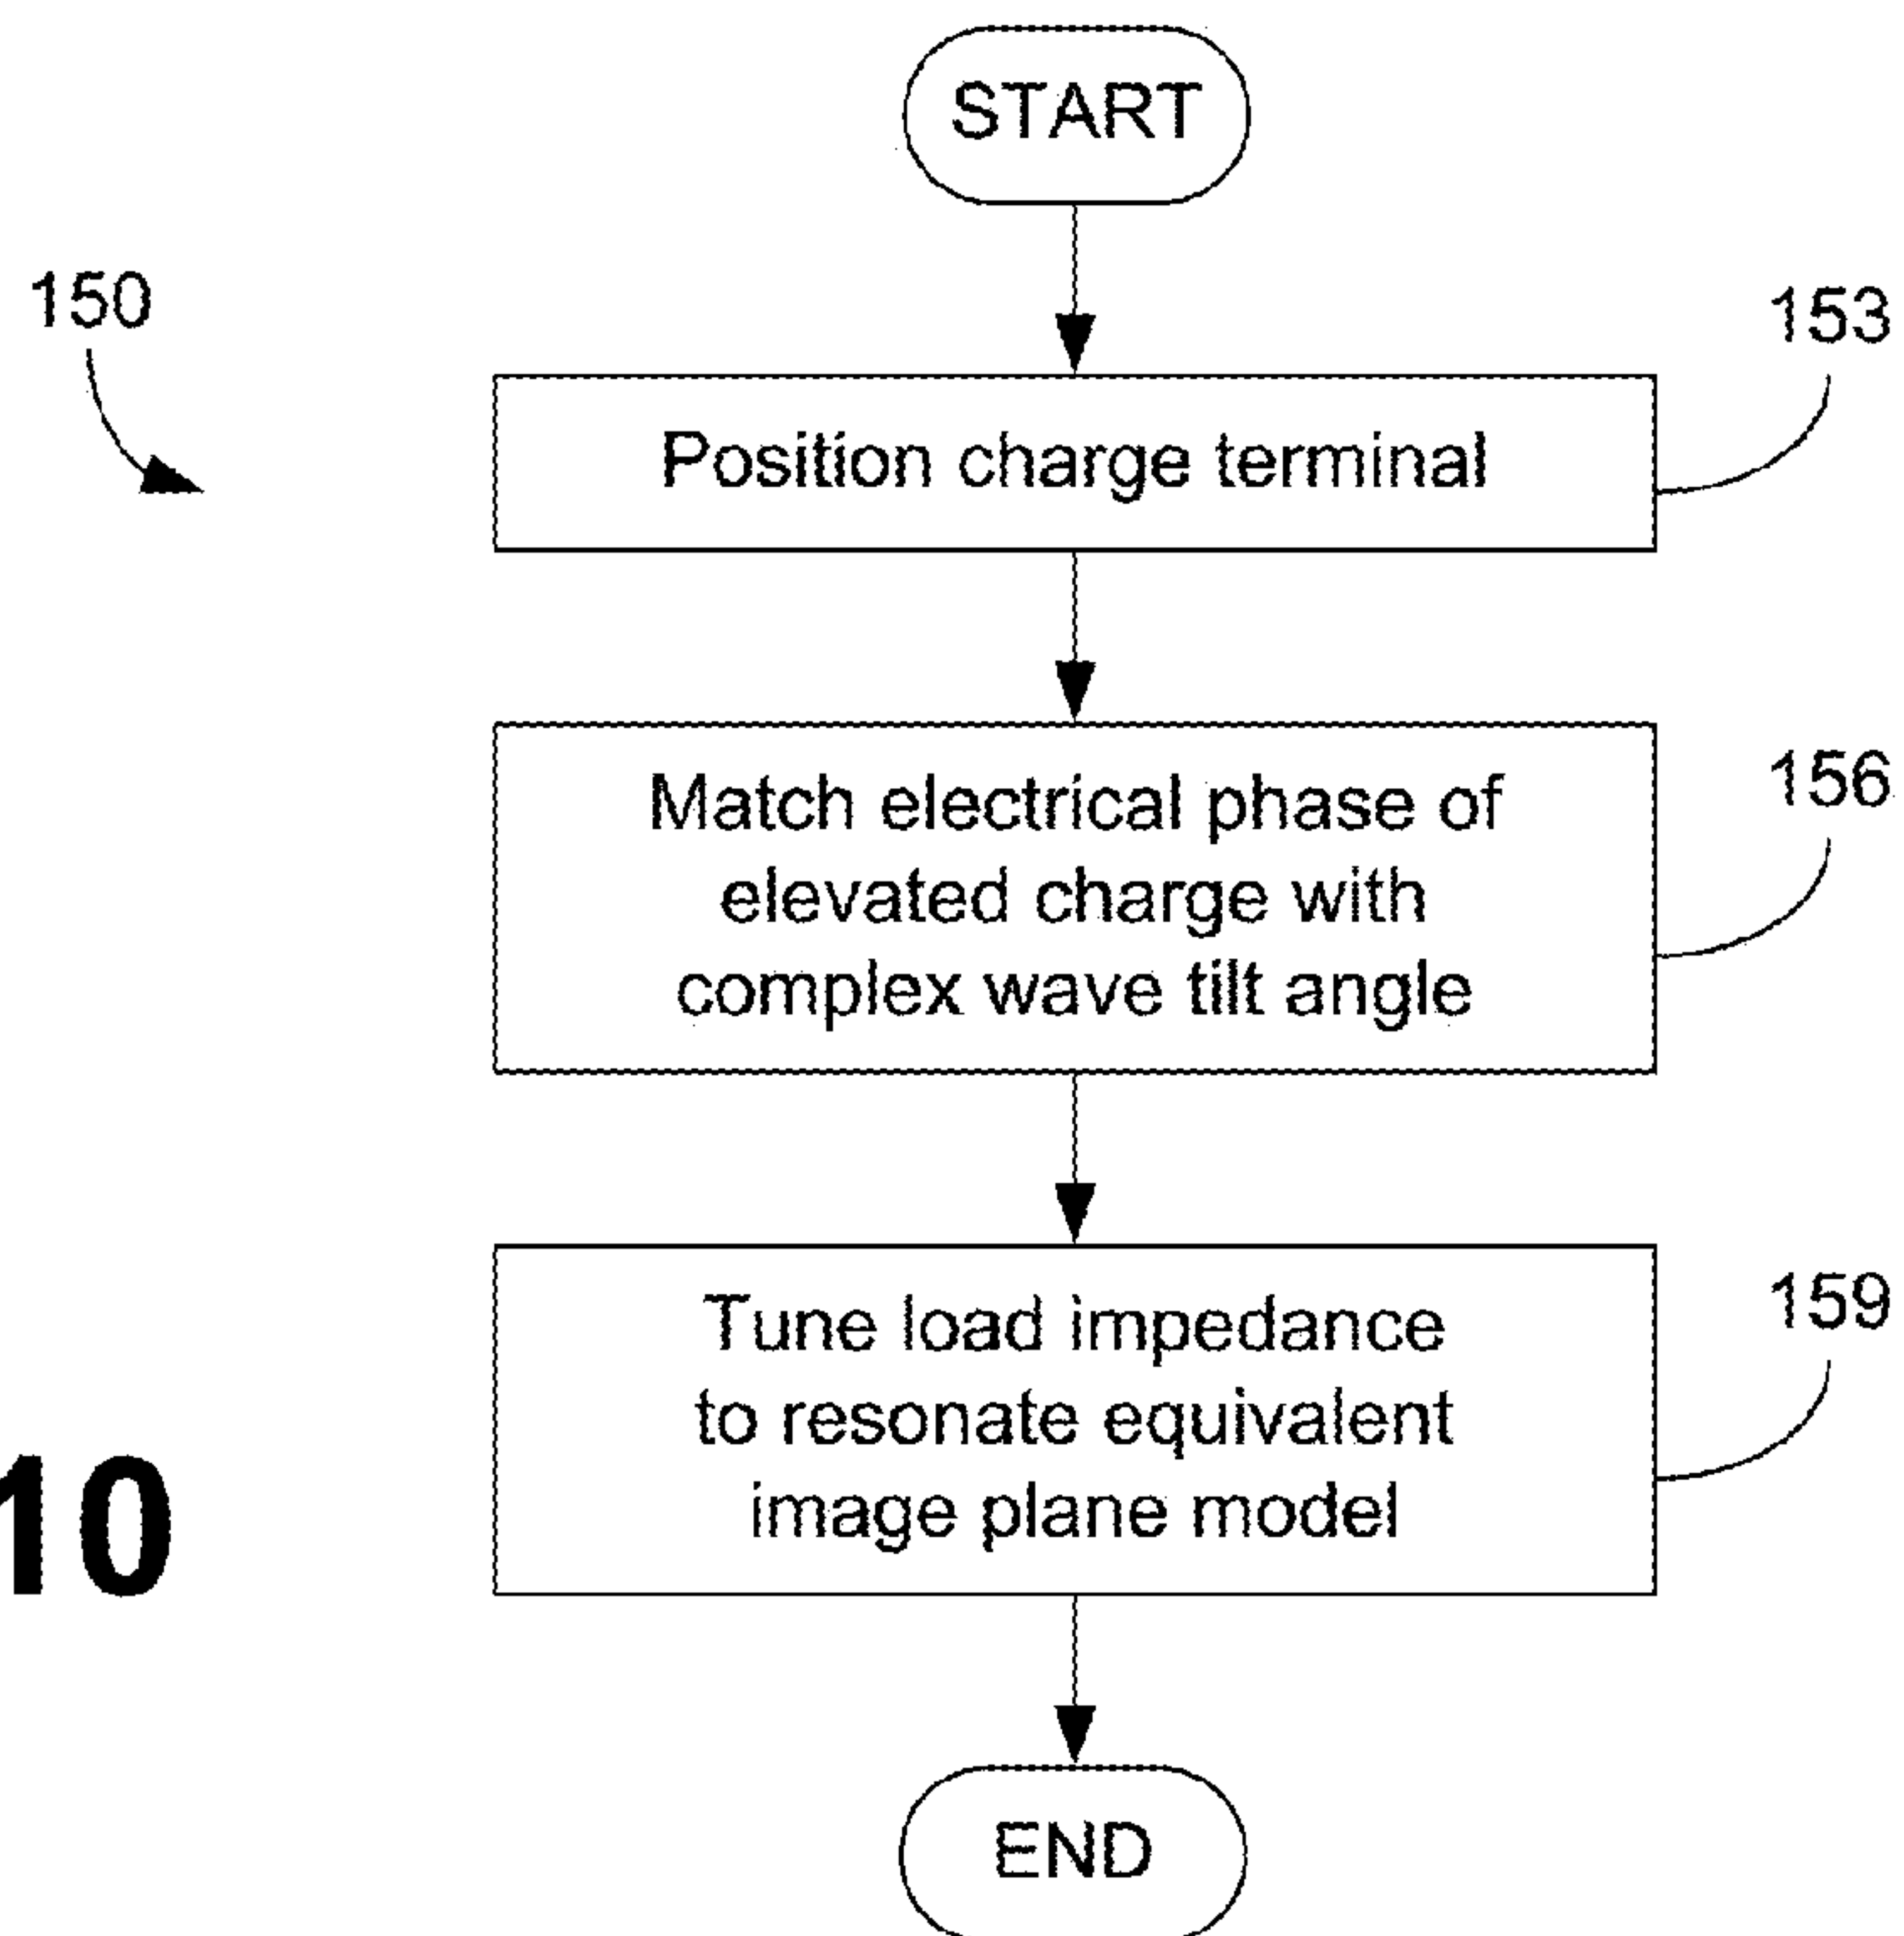 START
150
153
Position charge terminal
156
Match electrical phase of
elevated charge with
complex wave tilt angle
159
Tune load impedance
to resonate equivalent
image plane model
10
END